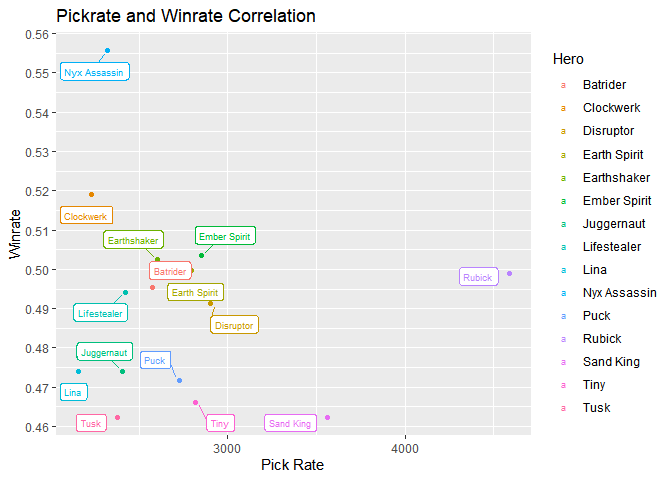 Pickrate and Winrate Correlation
0.56
0.55
0.54
0.53
0.52
0.51
0.50
0.49
0.48
0.47
0.46
Winrate
Nyx Assassin
Clockwerk
Earthshaker
Ember Spirit
Batrider
Rubick
Earth Spirit
Lifestealer
Disruptor
Juggernaut
Puck
Lina
Tusk
Tiny
Sand King
3000
4000
Pick Rate
Hero
a Batrider
a Clockwerk
a Disruptor
a Earth Spirit
a Earthshaker
a Ember Spirit
a Juggernaut
a Lifestealer
a Lina
a Nyx Assassin
a Puck
a Rubick
a Sand King
a Tiny
a Tusk